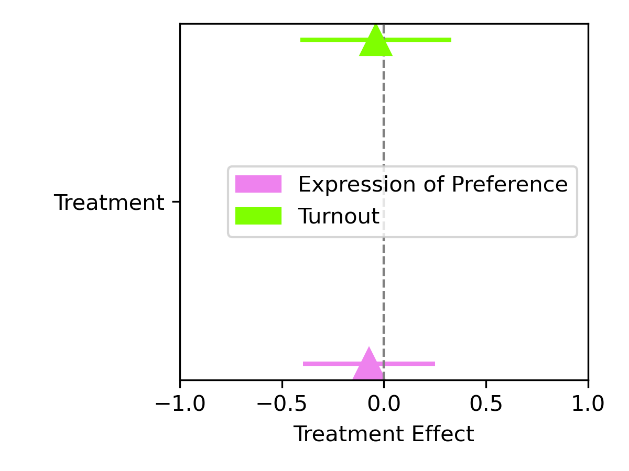 Expression of Preference
Turnout
Treatment
−1.0 −0.5 0.0 0.5 1.0
Treatment Effect